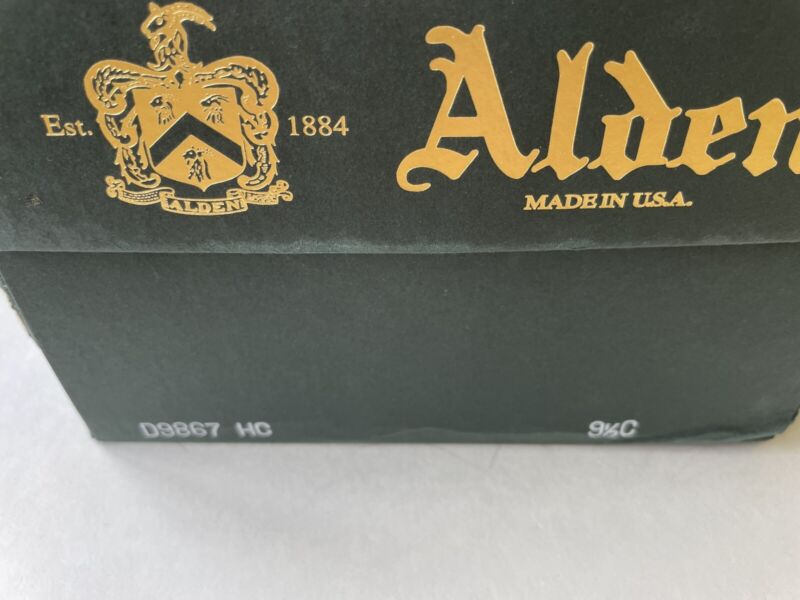 Est. 1884
ALDEN
Alden
MADE IN U.S.A.
D9867 HC
9½C